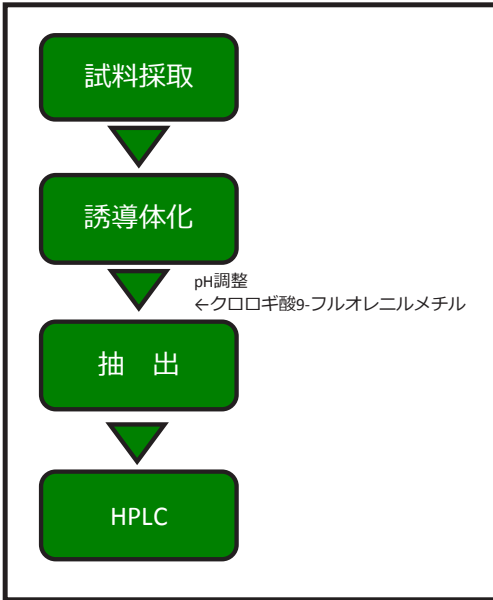 試料採取
誘導体化
pH調整
←クロロギ酸9-フルオレニルメチル
抽　出
HPLC